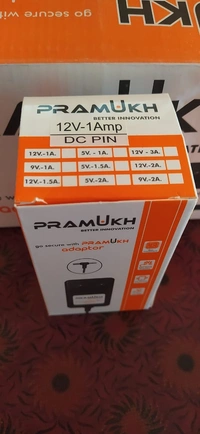 go secure wi
PRAMUKH
BETTER INNOVATION
12V-1Amp
DC PIN
12V.-1A. 5V.- 1A. 12V.- 3A.
9V.-1A. 5V.-1.5A. 12V.-2A.
12V.-1.5A. 5V.-2A. 9V.-2A.
PRAMUKH
BETTER INNOVATION
go secure with PRAMUKH
adaptor